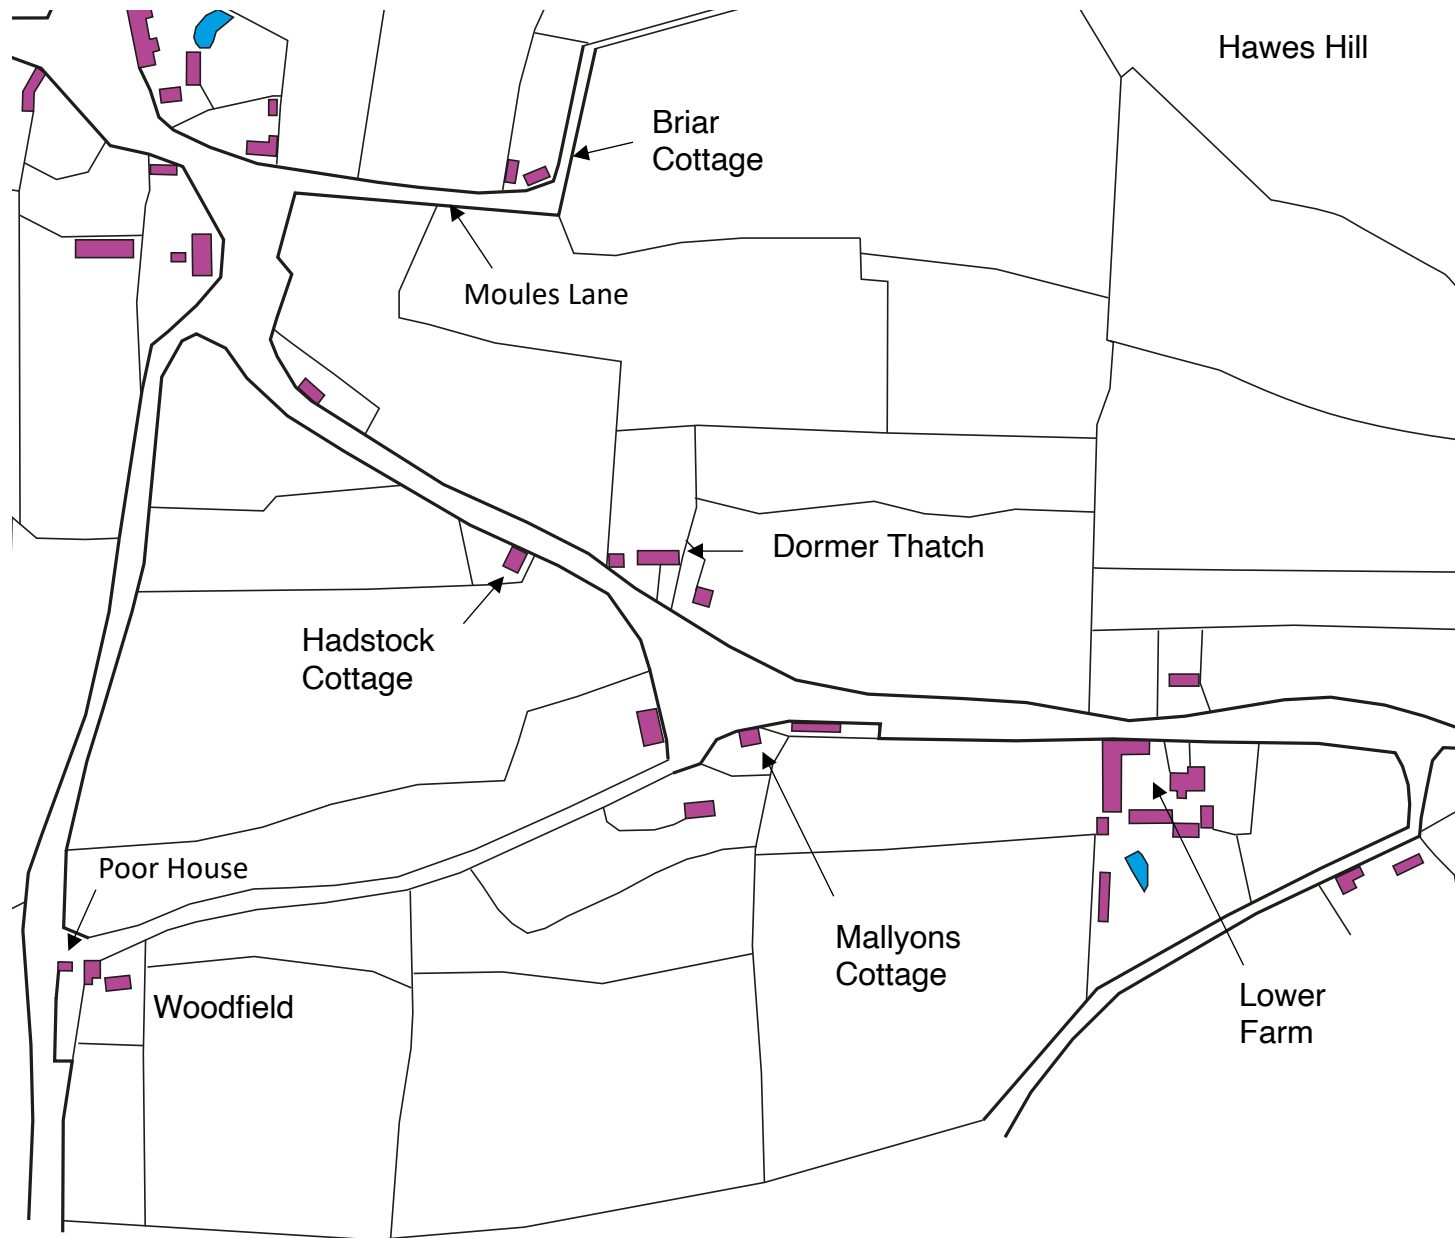 Hawes Hill
Briar
Cottage
Moules Lane
Dormer Thatch
Hadstock
Cottage
Poor House
Mallyons
Cottage
Woodfield
Lower
Farm